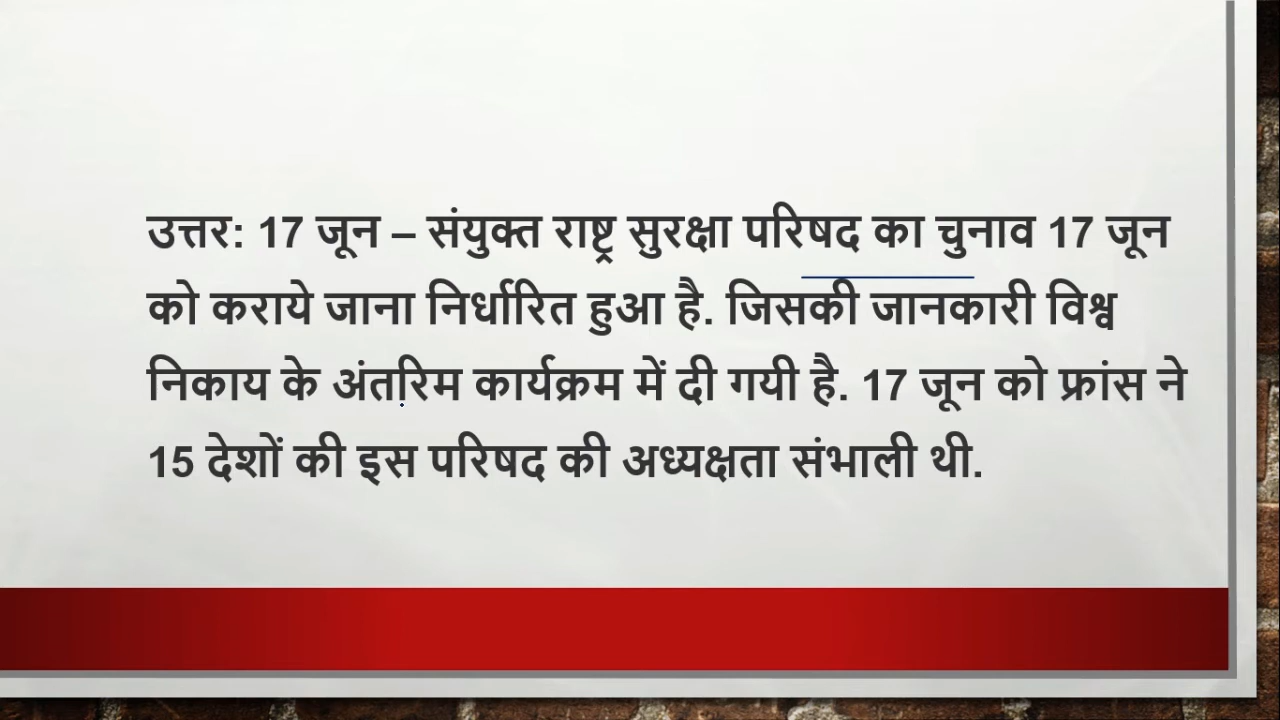 उत्तर: 17 जून – संयुक्त राष्ट्र सुरक्षा परिषद का चुनाव 17 जून
को कराये जाना निर्धारित हुआ है. जिसकी जानकारी विश्व
निकाय के अंतरिम कार्यक्रम में दी गयी है. 17 जून को फ्रांस ने
15 देशों की इस परिषद की अध्यक्षता संभाली थी.